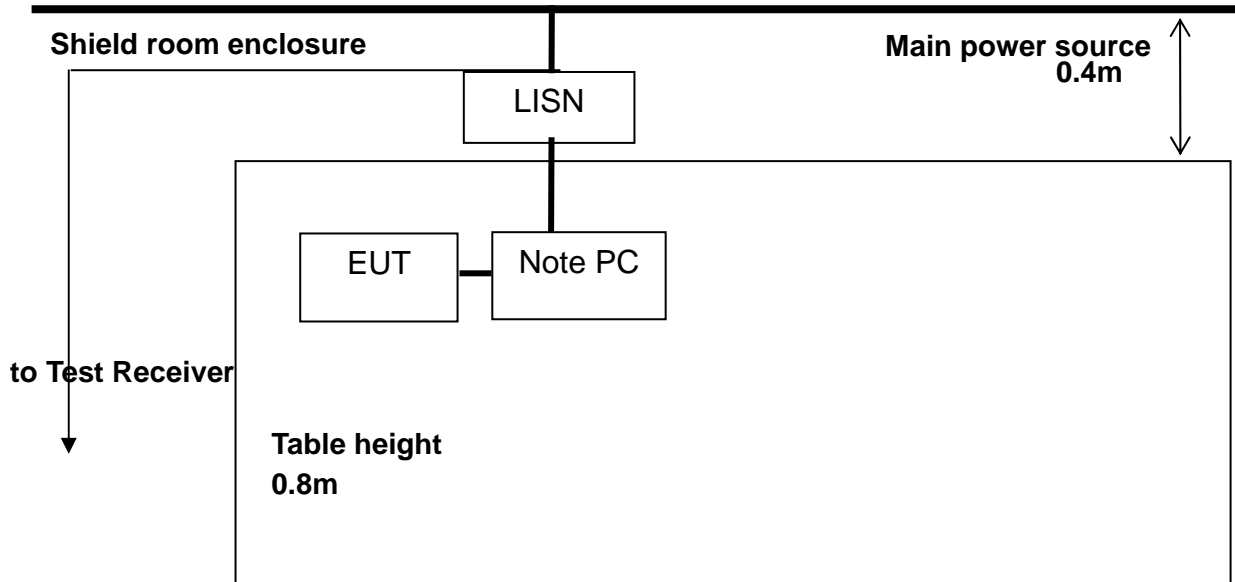 Shield room enclosure
Main power source
0.4m
LISN
EUT
Note PC
to Test Receiver
Table height
0.8m